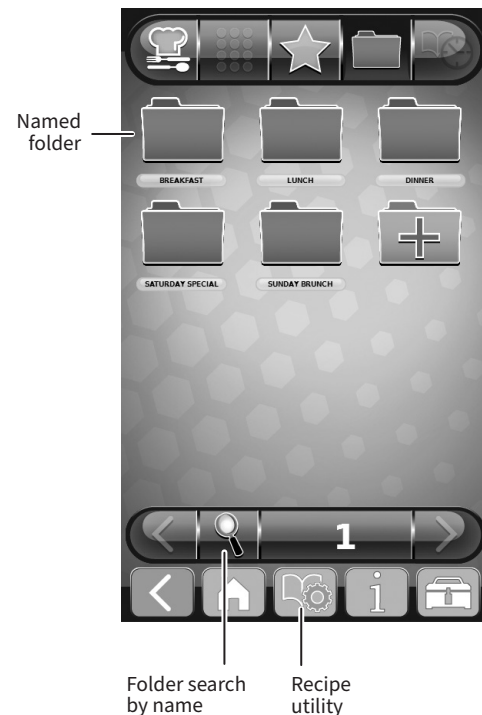 Named
folder
BREAKFAST
LUNCH
DINNER
SATURDAY SPECIAL
SUNDAY BRUNCH
1
i
Folder search
by name
Recipe
utility